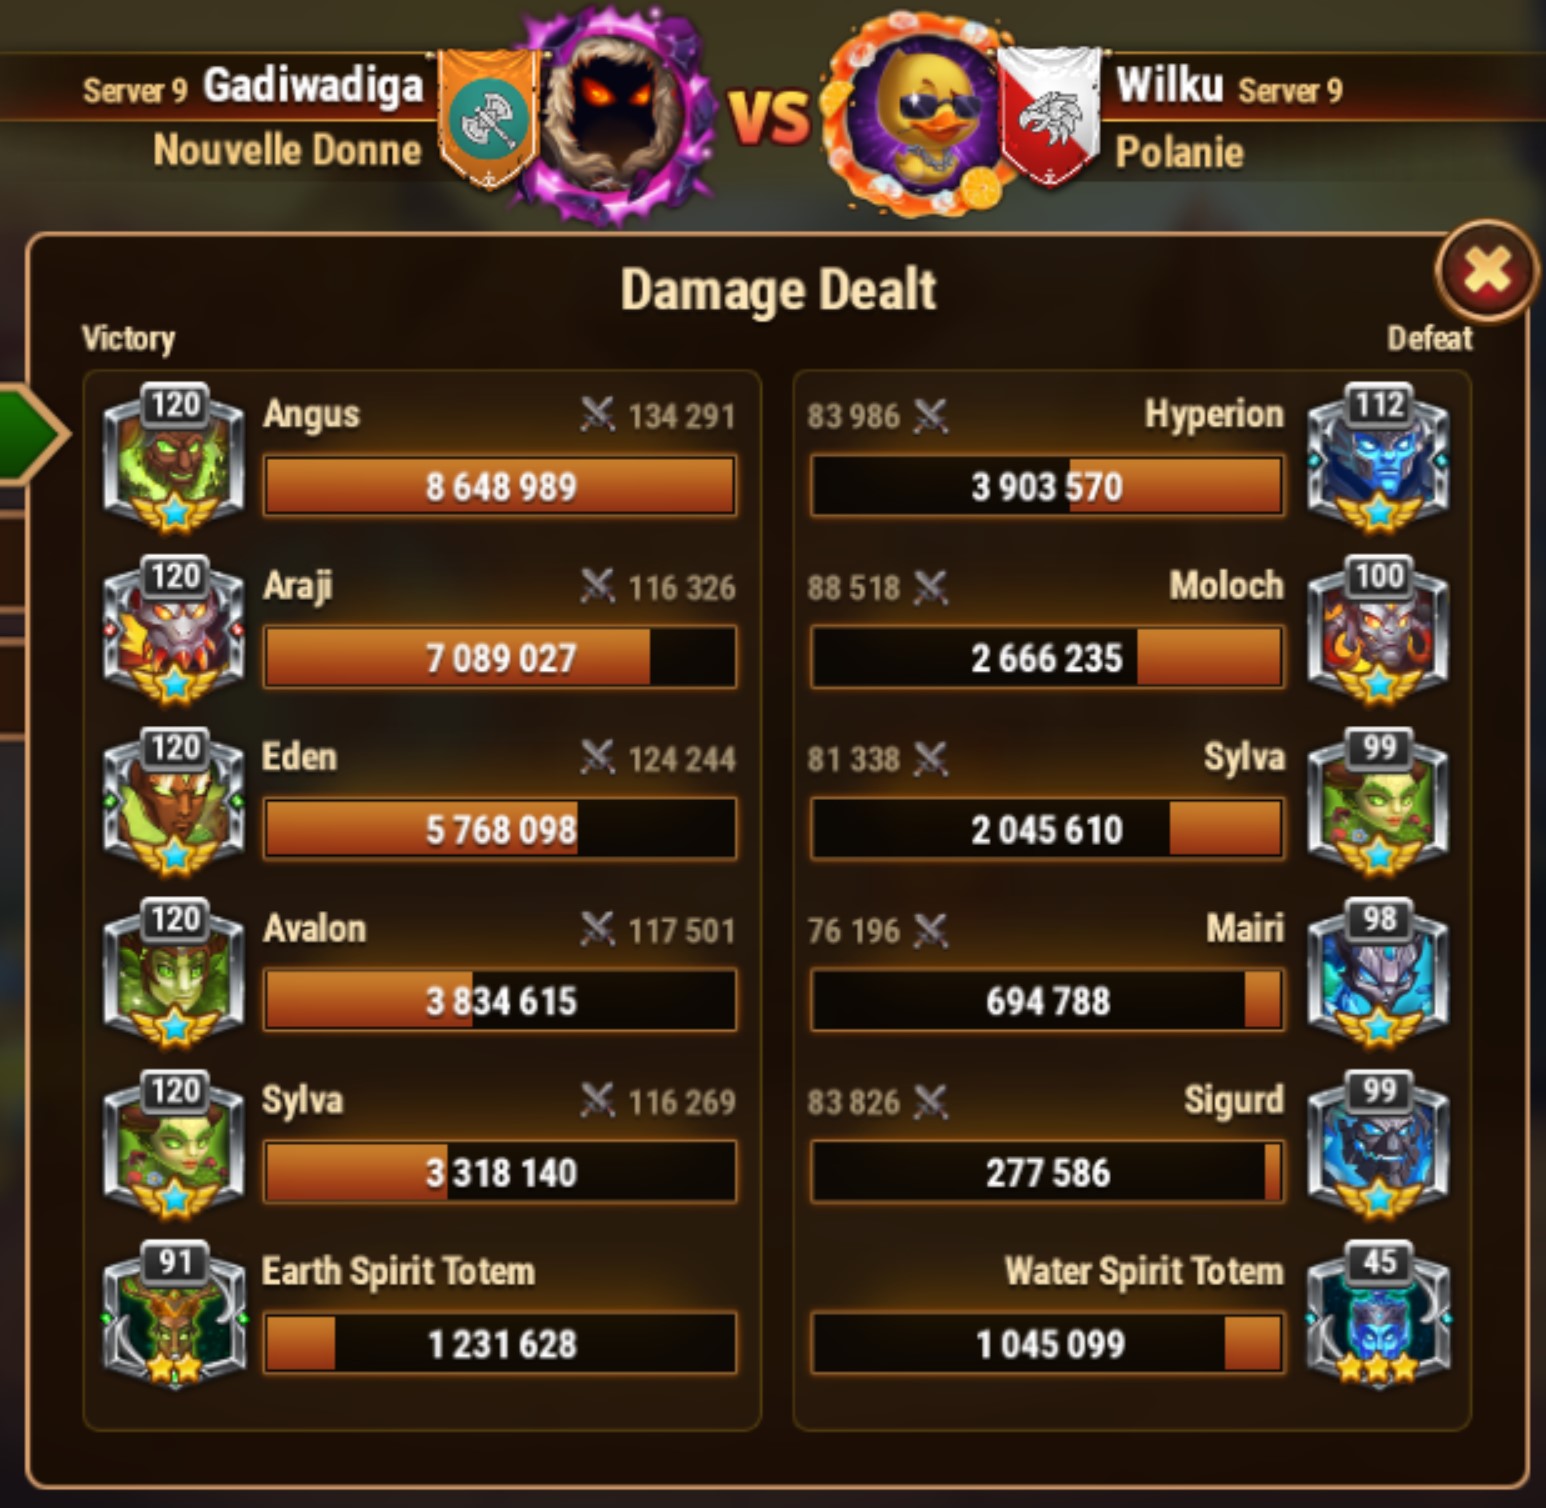 Server 9 Gadiwadiga VS Wilku Server 9
Nouvelle Donne Polanie
Damage Dealt
Victory Defeat
120 Angus 134 291
8 648 989
83 986 Hyperion 112
3 903 570
120 Araji 116 326
7 089 027
88 518 Moloch 100
2 666 235
120 Eden 124 244
5 768 098
81 338 Sylva 99
2 045 610
120 Avalon 117 501
3 834 615
76 196 Mairi 98
694 788
120 Sylva 116 269
3 318 140
83 826 Sigurd 99
277 586
91 Earth Spirit Totem
1 231 628
Water Spirit Totem 45
1 045 099